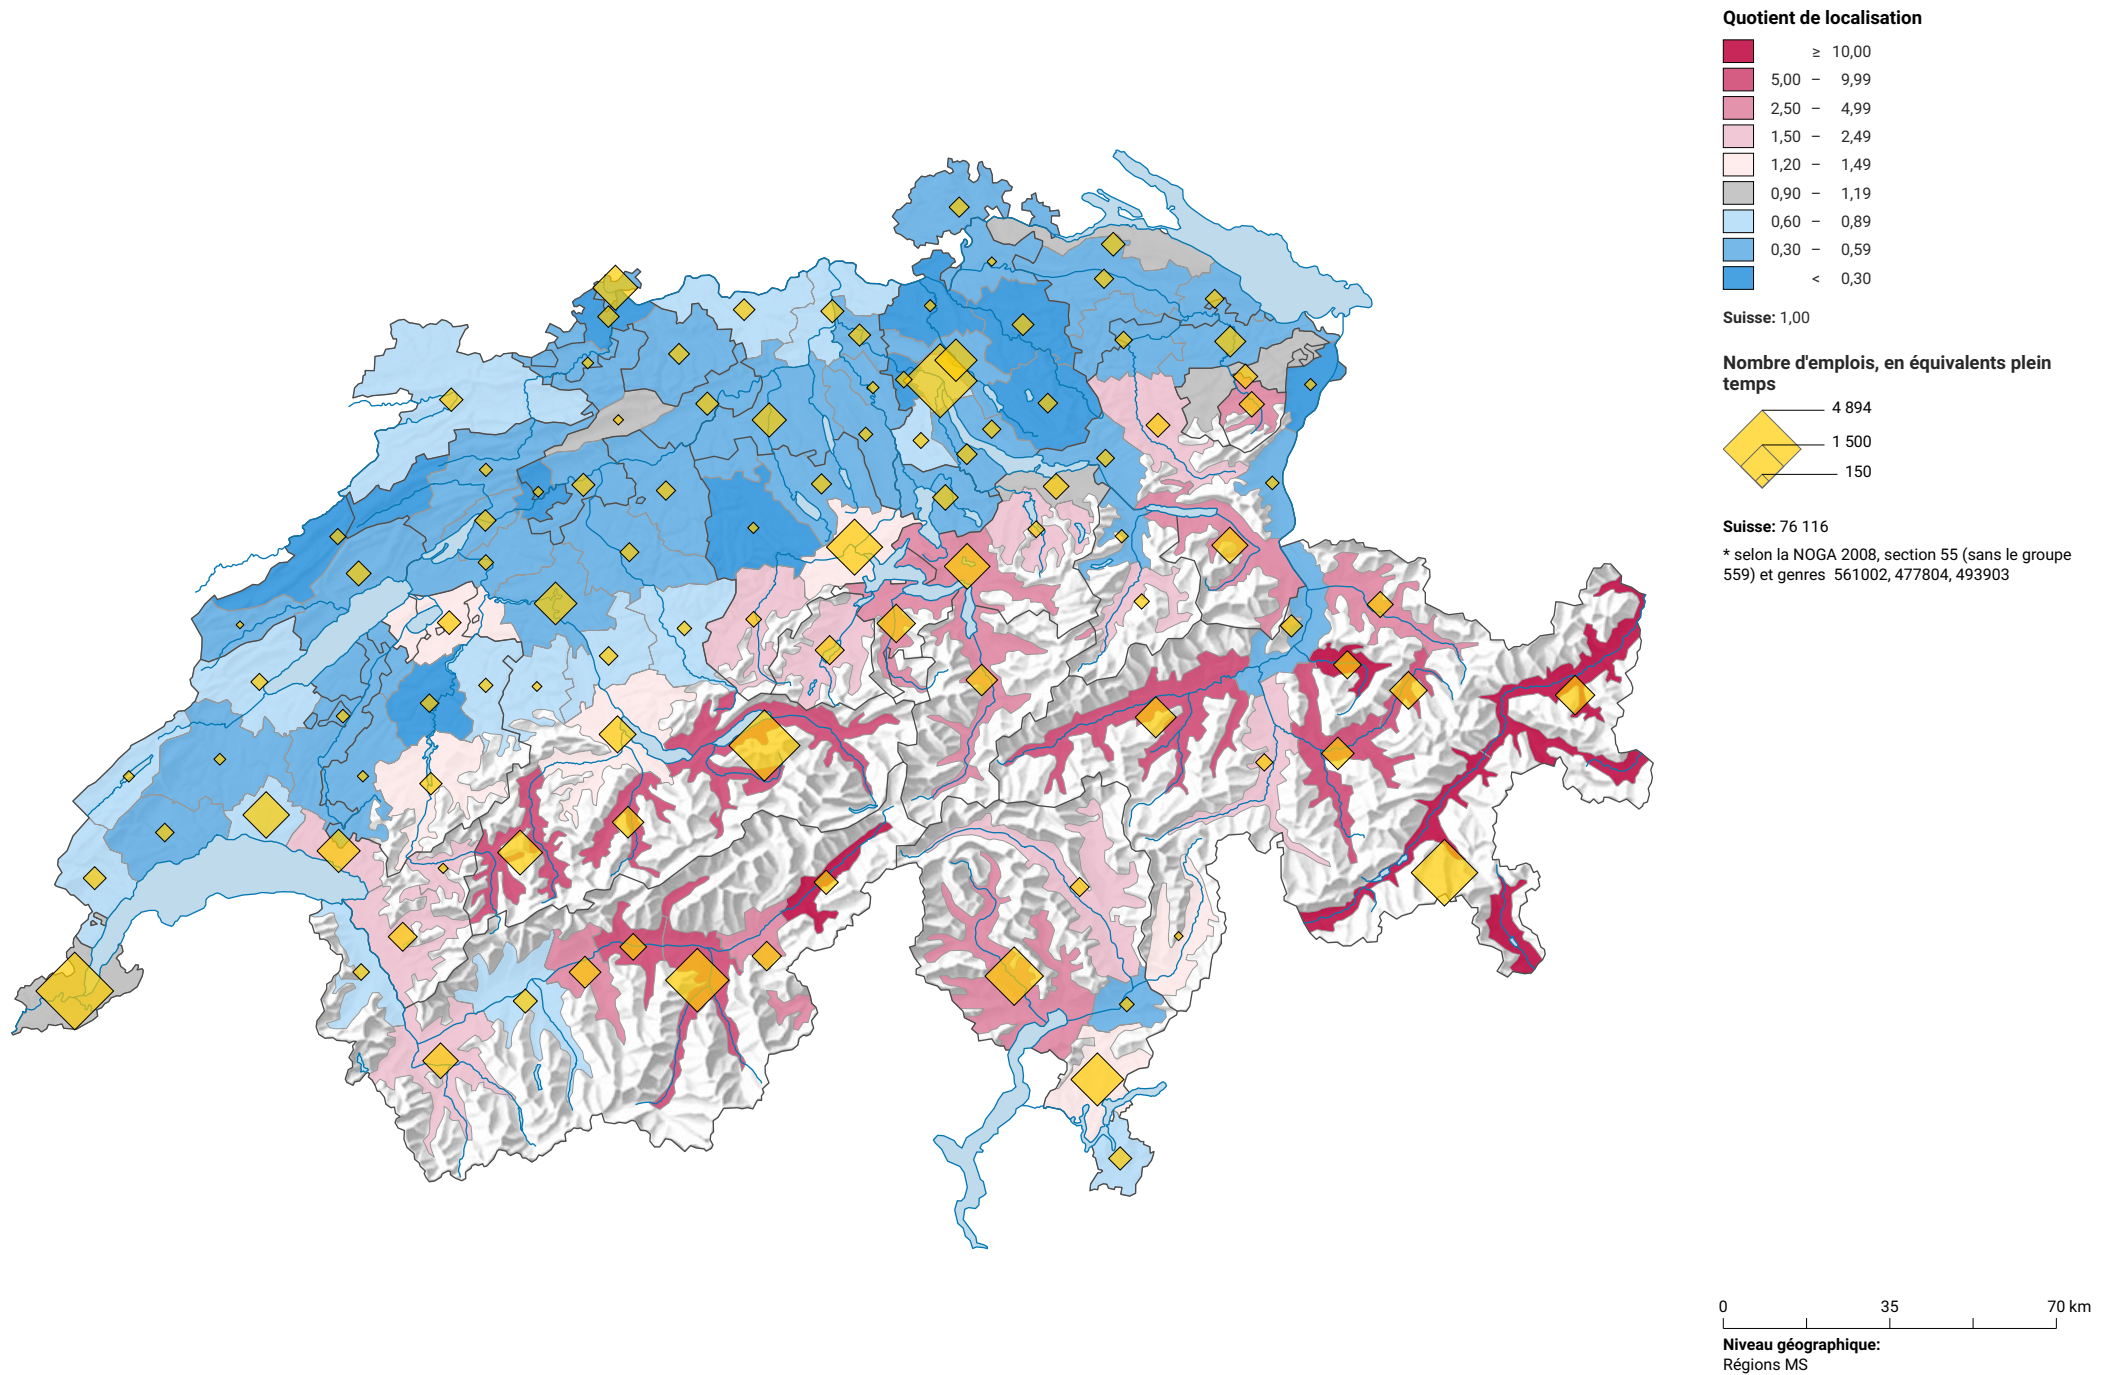 Quotient de localisation
≥ 10,00
5,00 – 9,99
2,50 – 4,99
1,50 – 2,49
1,20 – 1,49
0,90 – 1,19
0,60 – 0,89
0,30 – 0,59
< 0,30
Suisse: 1,00
Nombre d'emplois, en équivalents plein
temps
4 894
1 500
150
Suisse: 76 116
* selon la NOGA 2008, section 55 (sans le groupe
559) et genres 561002, 477804, 493903
0 35 70 km
Niveau géographique:
Régions MS